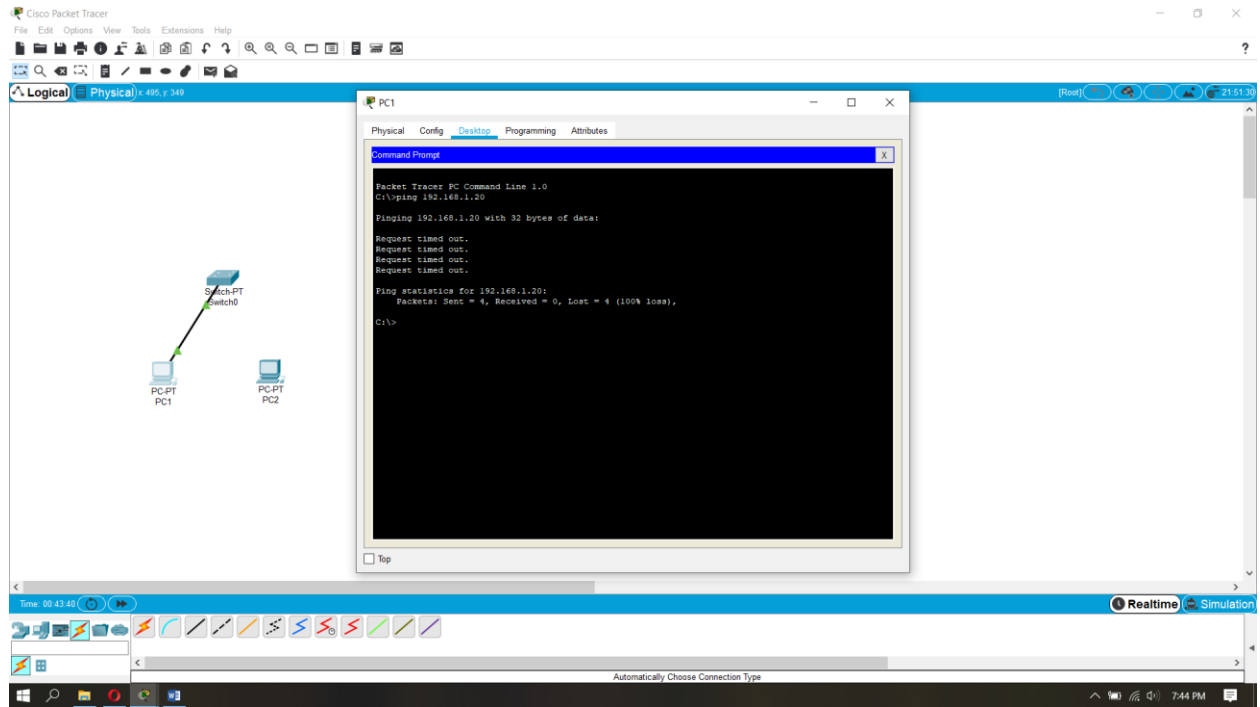 Cisco Packet Tracer
File Edit Options View Tools Extensions Help
?
Logical Physical x: 495, y: 349
[Root] 21:51:30
PC1
Physical Config Desktop Programming Attributes
Command Prompt
X
Packet Tracer PC Command Line 1.0
C:\>ping 192.168.1.20
Pinging 192.168.1.20 with 32 bytes of data:
Request timed out.
Request timed out.
Request timed out.
Request timed out.
Ping statistics for 192.168.1.20:
Packets: Sent = 4, Received = 0, Lost = 4 (100% loss),
C:\>
Top
Switch-PT
Switch0
PC-PT
PC1
PC-PT
PC2
Time: 00:43:40
Realtime Simulation
Automatically Choose Connection Type
7:44 PM